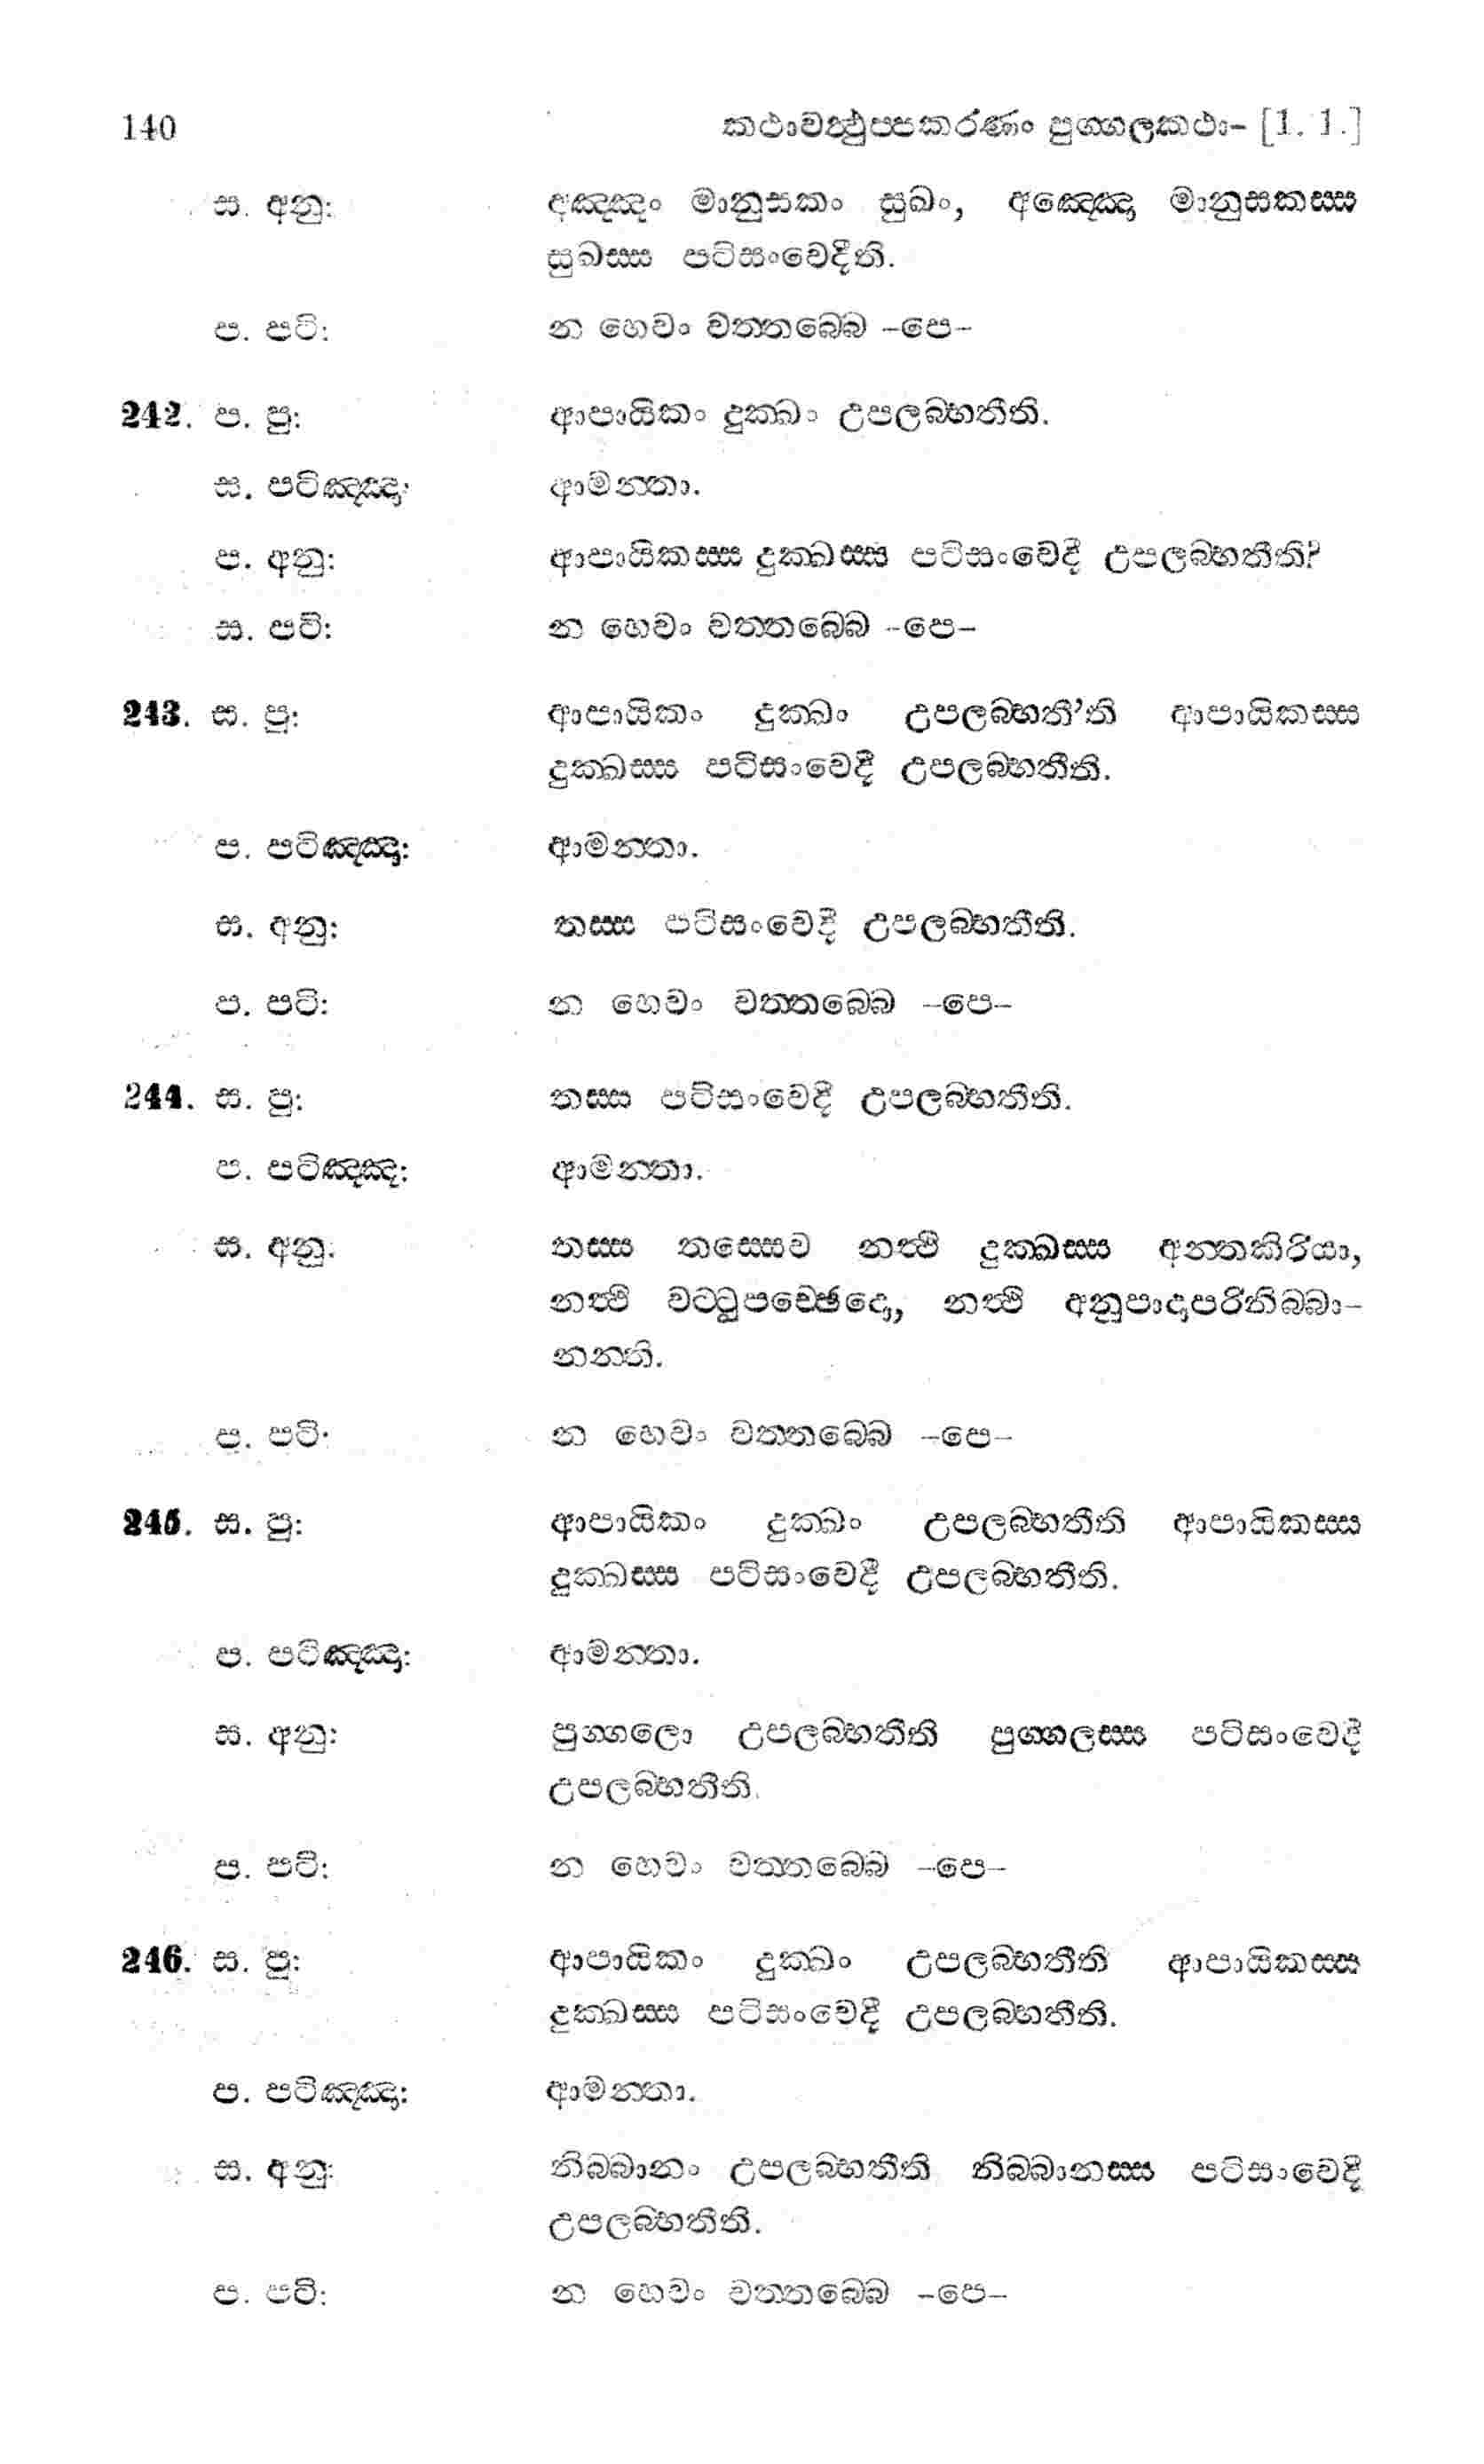 140 කථාවත්‍ථුප්‍පකරණං පුග්‍ගලකථා- [1. 1.]
ස. අනු: අඤ්ඤං මානුසකං සුඛං, අඤ්ඤො මානුසකස්‍ස
සුඛස්‍ස පටිසංවෙදීති.
ප. පටි: න හෙවං වත්‍තබ්බෙ -පෙ-
242. ප. පු: ආපායිකං දුක්‍ඛං උපලබ්භතීති.
ස. පටිඤ්ඤා: ආමන්‍තා.
ප. අනු: ආපායිකස්‍ස දුක්‍ඛස්‍ස පටිසංවෙදී උපලබ්භතීති?
ස. පටි: න හෙවං වත්‍තබ්බෙ -පෙ-
243. ස. පු: ආපායිකං දුක්‍ඛං උපලබ්භතී’ති ආපායිකස්‍ස
දුක්‍ඛස්‍ස පටිසංවෙදී උපලබ්භතීති.
ප. පටිඤ්ඤා: ආමන්‍තා.
ස. අනු: තස්‍ස පටිසංවෙදී උපලබ්භතීති.
ප. පටි: න හෙවං වත්‍තබ්බෙ -පෙ-
244. ස. පු: තස්‍ස පටිසංවෙදී උපලබ්භතීති.
ප. පටිඤ්ඤ: ආමන්‍තා.
ස. අනු: තස්‍ස තස්‍සෙව නත්‍ථි දුක්‍ඛස්‍ස අන්‍තකිරියා,
නත්‍ථි වට්ටුපච්ඡෙදො, නත්‍ථි අනුපාදාපරිනිබ්බා-
නන්‍ති.
ප. පටි: න හෙවං වත්‍තබ්බෙ -පෙ-
245. ස. පු: ආපායිකං දුක්‍ඛං උපලබ්භතීති ආපායිකස්‍ස
දුක්‍ඛස්‍ස පටිසංවෙදී උපලබ්භතීති.
ප. පටිඤ්ඤා: ආමන්‍තා.
ස. අනු: පුග්‍ගලො උපලබ්භතීති පුග්‍ගලස්‍ස පටිසංවෙදී
උපලබ්භතීති.
ප. පටි: න හෙවං වත්‍තබ්බෙ -පෙ-
246. ස. පු: ආපායිකං දුක්‍ඛං උපලබ්භතීති ආපායිකස්‍ස
දුක්‍ඛස්‍ස පටිසංවෙදී උපලබ්භතීති.
ප. පටිඤ්ඤා: ආමන්‍තා.
ස. අනු: නිබ්බානං උපලබ්භතීති නිබ්බානස්‍ස පටිසංවෙදී
උපලබ්භතීති.
ප. පටි: න හෙවං වත්‍තබ්බෙ -පෙ-